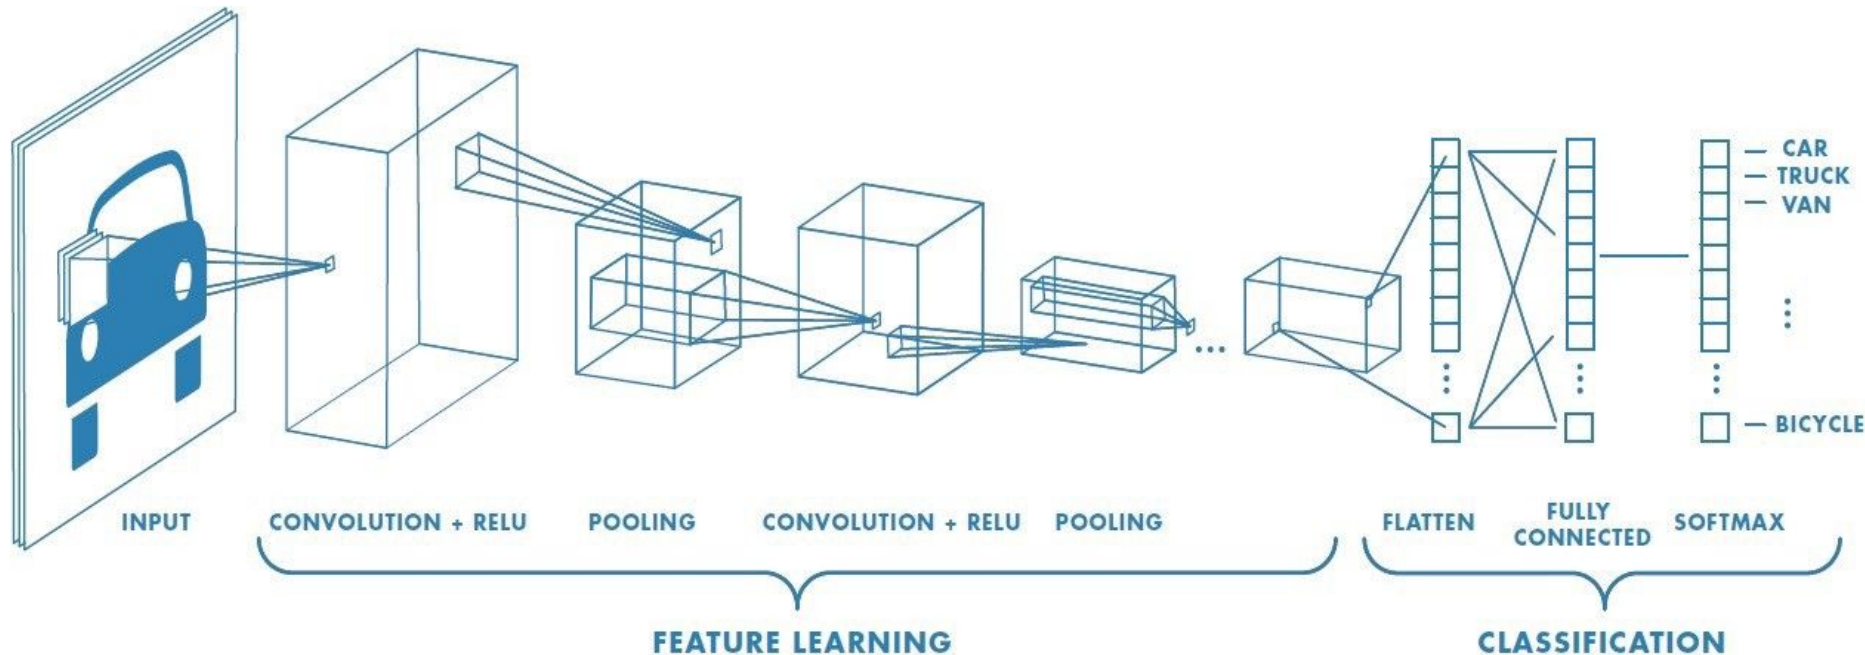 CAR
TRUCK
VAN
BICYCLE
INPUT
CONVOLUTION + RELU
POOLING
CONVOLUTION + RELU
POOLING
FLATTEN
FULLY
CONNECTED
SOFTMAX
FEATURE LEARNING
CLASSIFICATION